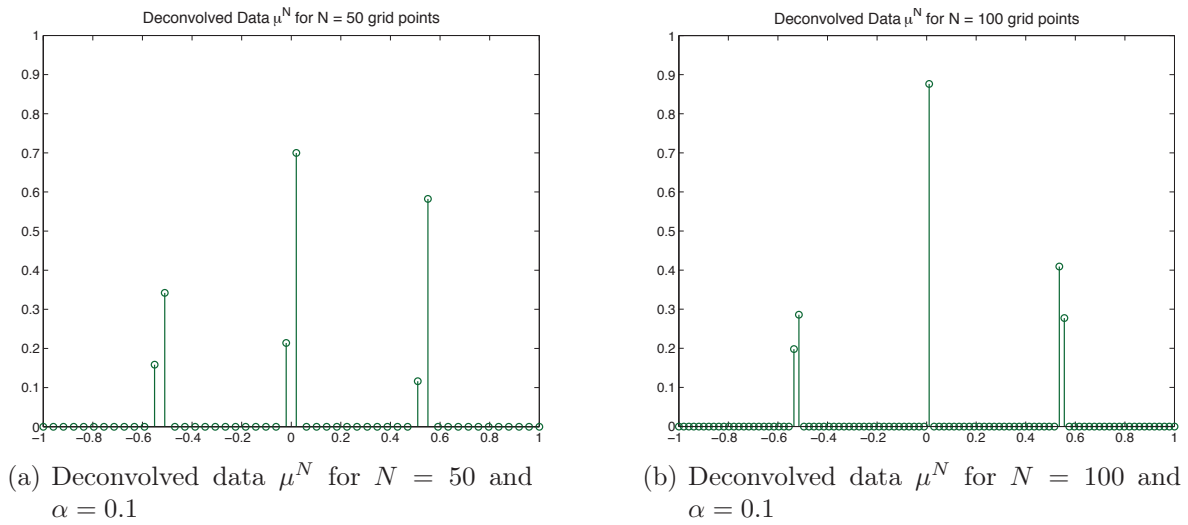 Deconvolved Data μ^N for N = 50 grid points
1
0.9
0.8
0.7
0.6
0.5
0.4
0.3
0.2
0.1
0
−1 −0.8 −0.6 −0.4 −0.2 0 0.2 0.4 0.6 0.8 1
(a) Deconvolved data μ^N for N = 50 and
α = 0.1
Deconvolved Data μ^N for N = 100 grid points
1
0.9
0.8
0.7
0.6
0.5
0.4
0.3
0.2
0.1
0
−1 −0.8 −0.6 −0.4 −0.2 0 0.2 0.4 0.6 0.8 1
(b) Deconvolved data μ^N for N = 100 and
α = 0.1